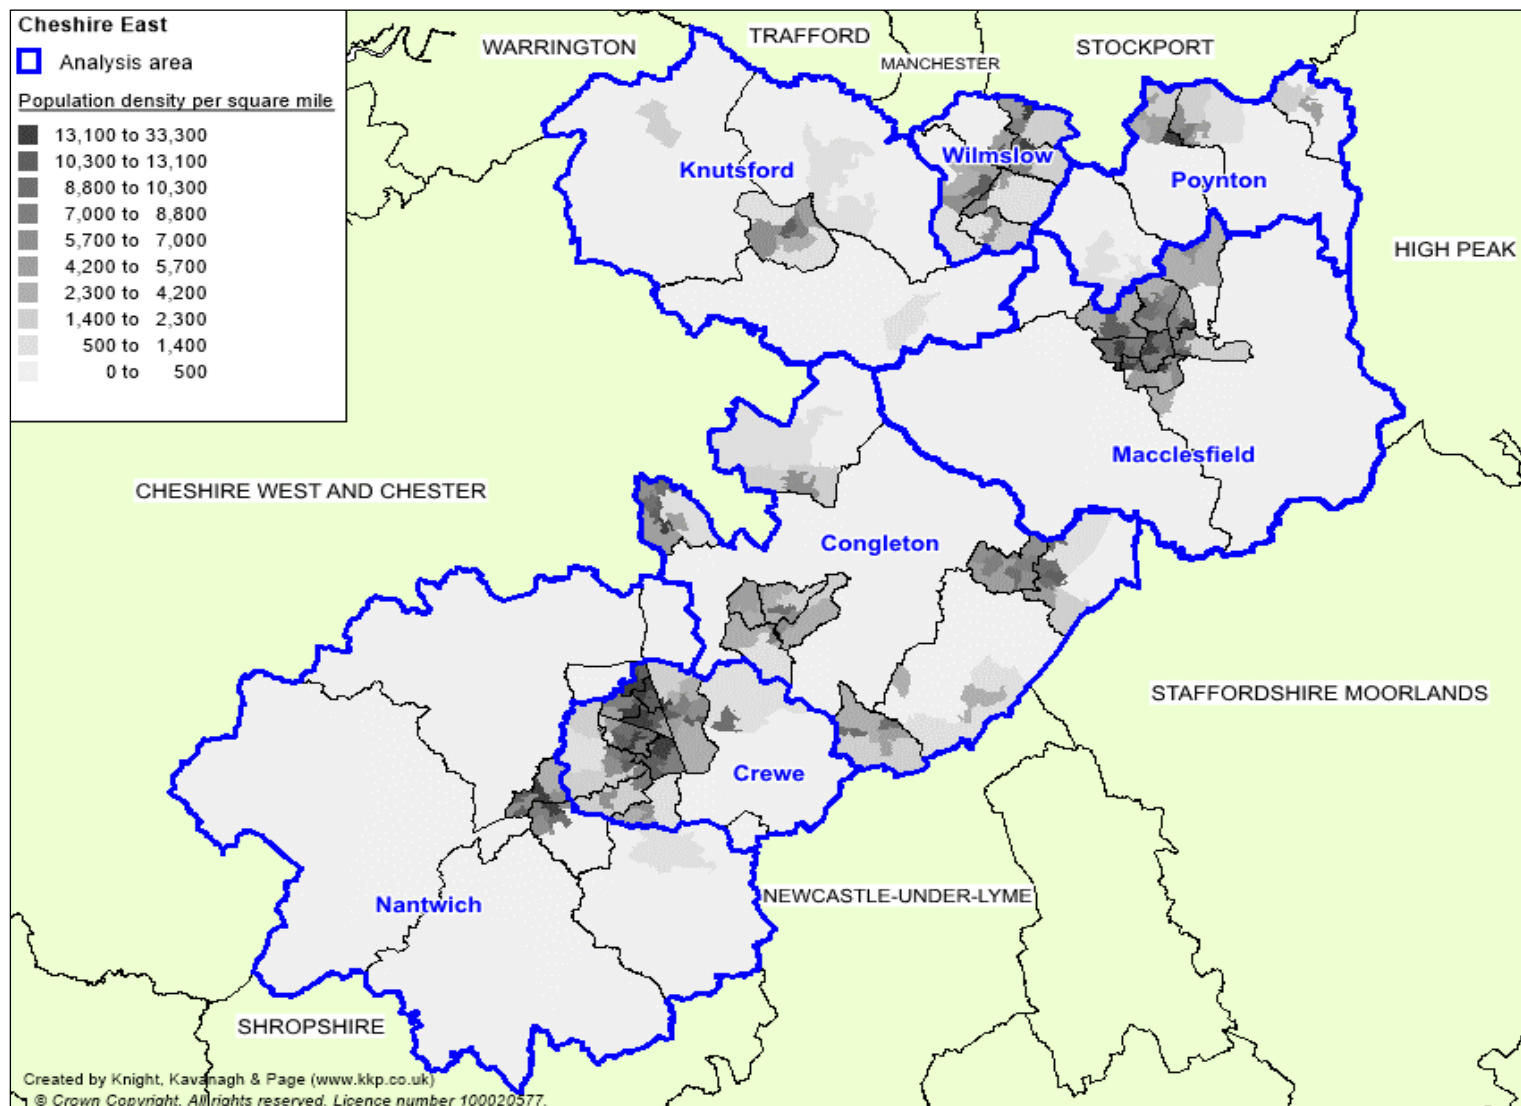 Cheshire East
Analysis area
Population density per square mile
13,100 to 33,300
10,300 to 13,100
8,800 to 10,300
7,000 to 8,800
5,700 to 7,000
4,200 to 5,700
2,300 to 4,200
1,400 to 2,300
500 to 1,400
0 to 500
WARRINGTON
TRAFFORD
MANCHESTER
STOCKPORT
Knutsford
Wilmslow
Poynton
HIGH PEAK
Macclesfield
CHESHIRE WEST AND CHESTER
Congleton
STAFFORDSHIRE MOORLANDS
Crewe
Nantwich
NEWCASTLE-UNDER-LYME
SHROPSHIRE
Created by Knight, Kavanagh & Page (www.kkp.co.uk)
© Crown Copyright. All rights reserved. Licence number 100020577.